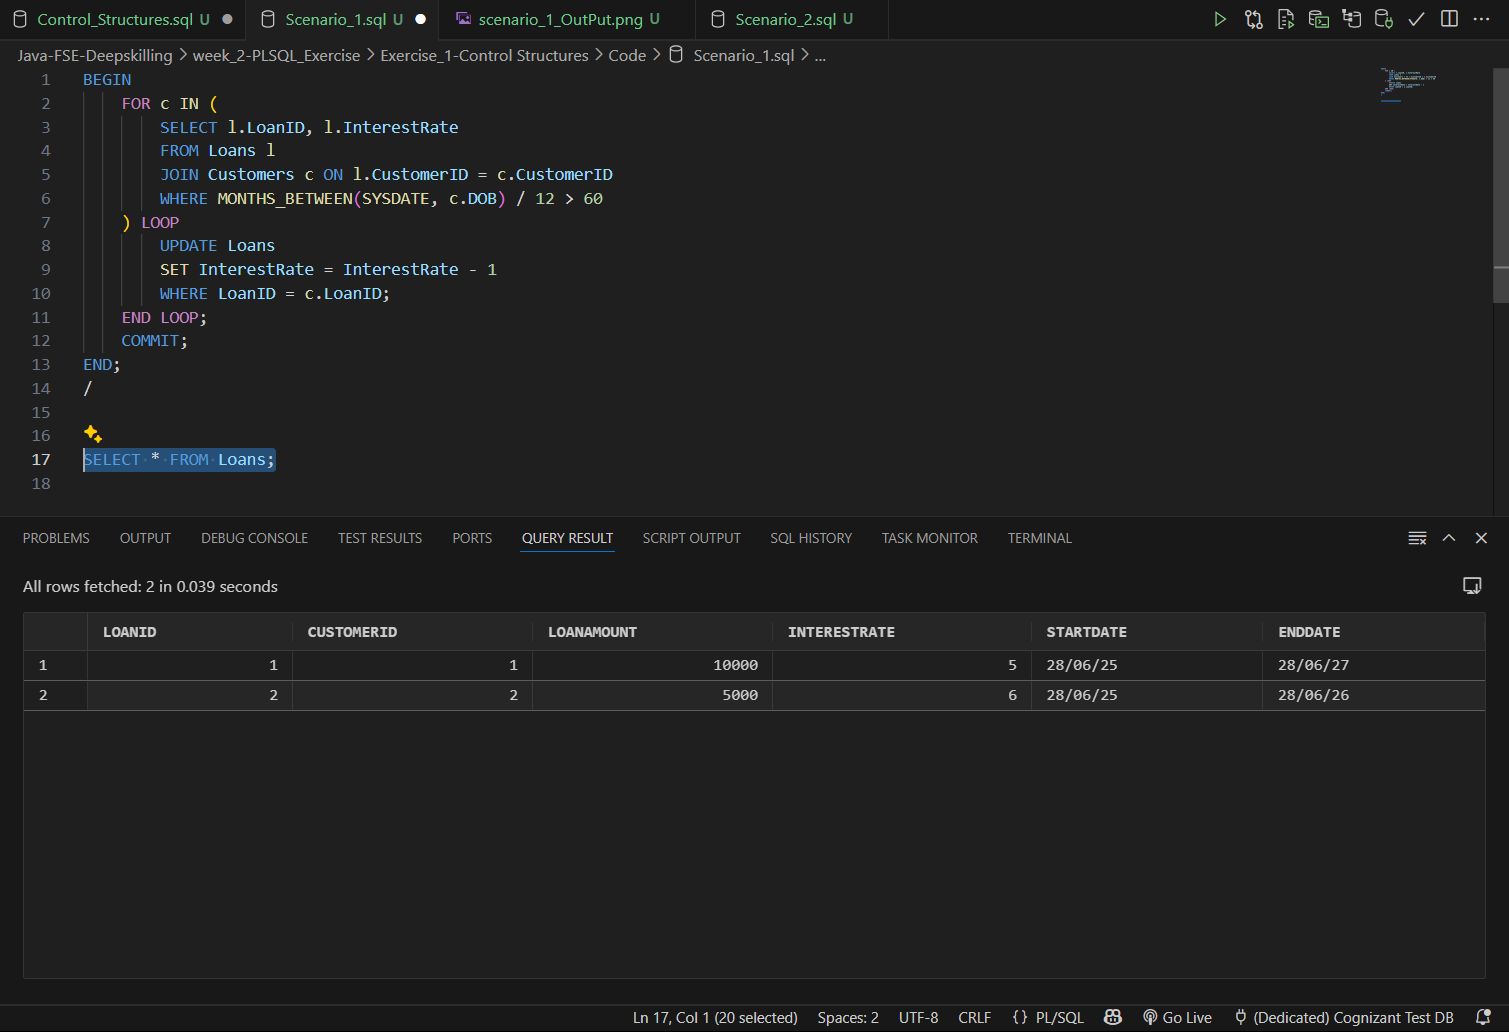 Control_Structures.sql U
Scenario_1.sql U
scenario_1_OutPut.png U
Scenario_2.sql U
Java-FSE-Deepskilling > week_2-PLSQL_Exercise > Exercise_1-Control Structures > Code > Scenario_1.sql > ...
1 BEGIN
2 FOR c IN (
3 SELECT l.LoanID, l.InterestRate
4 FROM Loans l
5 JOIN Customers c ON l.CustomerID = c.CustomerID
6 WHERE MONTHS_BETWEEN(SYSDATE, c.DOB) / 12 > 60
7 ) LOOP
8 UPDATE Loans
9 SET InterestRate = InterestRate - 1
10 WHERE LoanID = c.LoanID;
11 END LOOP;
12 COMMIT;
13 END;
14 /
15
16
17 SELECT * FROM Loans;
18
PROBLEMS OUTPUT DEBUG CONSOLE TEST RESULTS PORTS QUERY RESULT SCRIPT OUTPUT SQL HISTORY TASK MONITOR TERMINAL
All rows fetched: 2 in 0.039 seconds
LOANID CUSTOMERID LOANAMOUNT INTERESTRATE STARTDATE ENDDATE
1 1 1 10000 5 28/06/25 28/06/27
2 2 2 5000 6 28/06/25 28/06/26
Ln 17, Col 1 (20 selected) Spaces: 2 UTF-8 CRLF {} PL/SQL Go Live (Dedicated) Cognizant Test DB